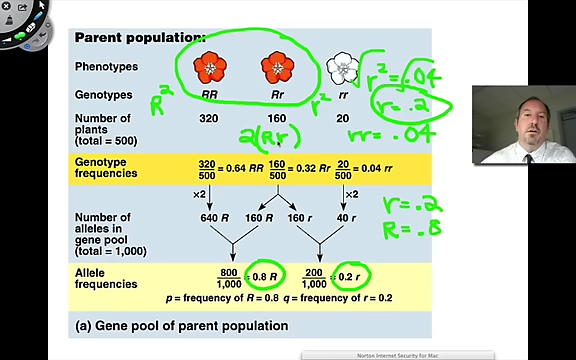 Parent population:
Phenotypes
√r² = √.04
Genotypes
R²
RR
Rr
r²
rr
r = .2
Number of
plants
(total = 500)
320
160
20
2(Rr)
rr = .04
Genotype
frequencies
320/500 = 0.64 RR
160/500 = 0.32 Rr
20/500 = 0.04 rr
×2
×2
r = .2
R = .8
Number of
alleles in
gene pool
(total = 1,000)
640 R
160 R
160 r
40 r
Allele
frequencies
800/1,000 = 0.8 R
200/1,000 = 0.2 r
p = frequency of R = 0.8 q = frequency of r = 0.2
(a) Gene pool of parent population
Norton Internet Security for Mac